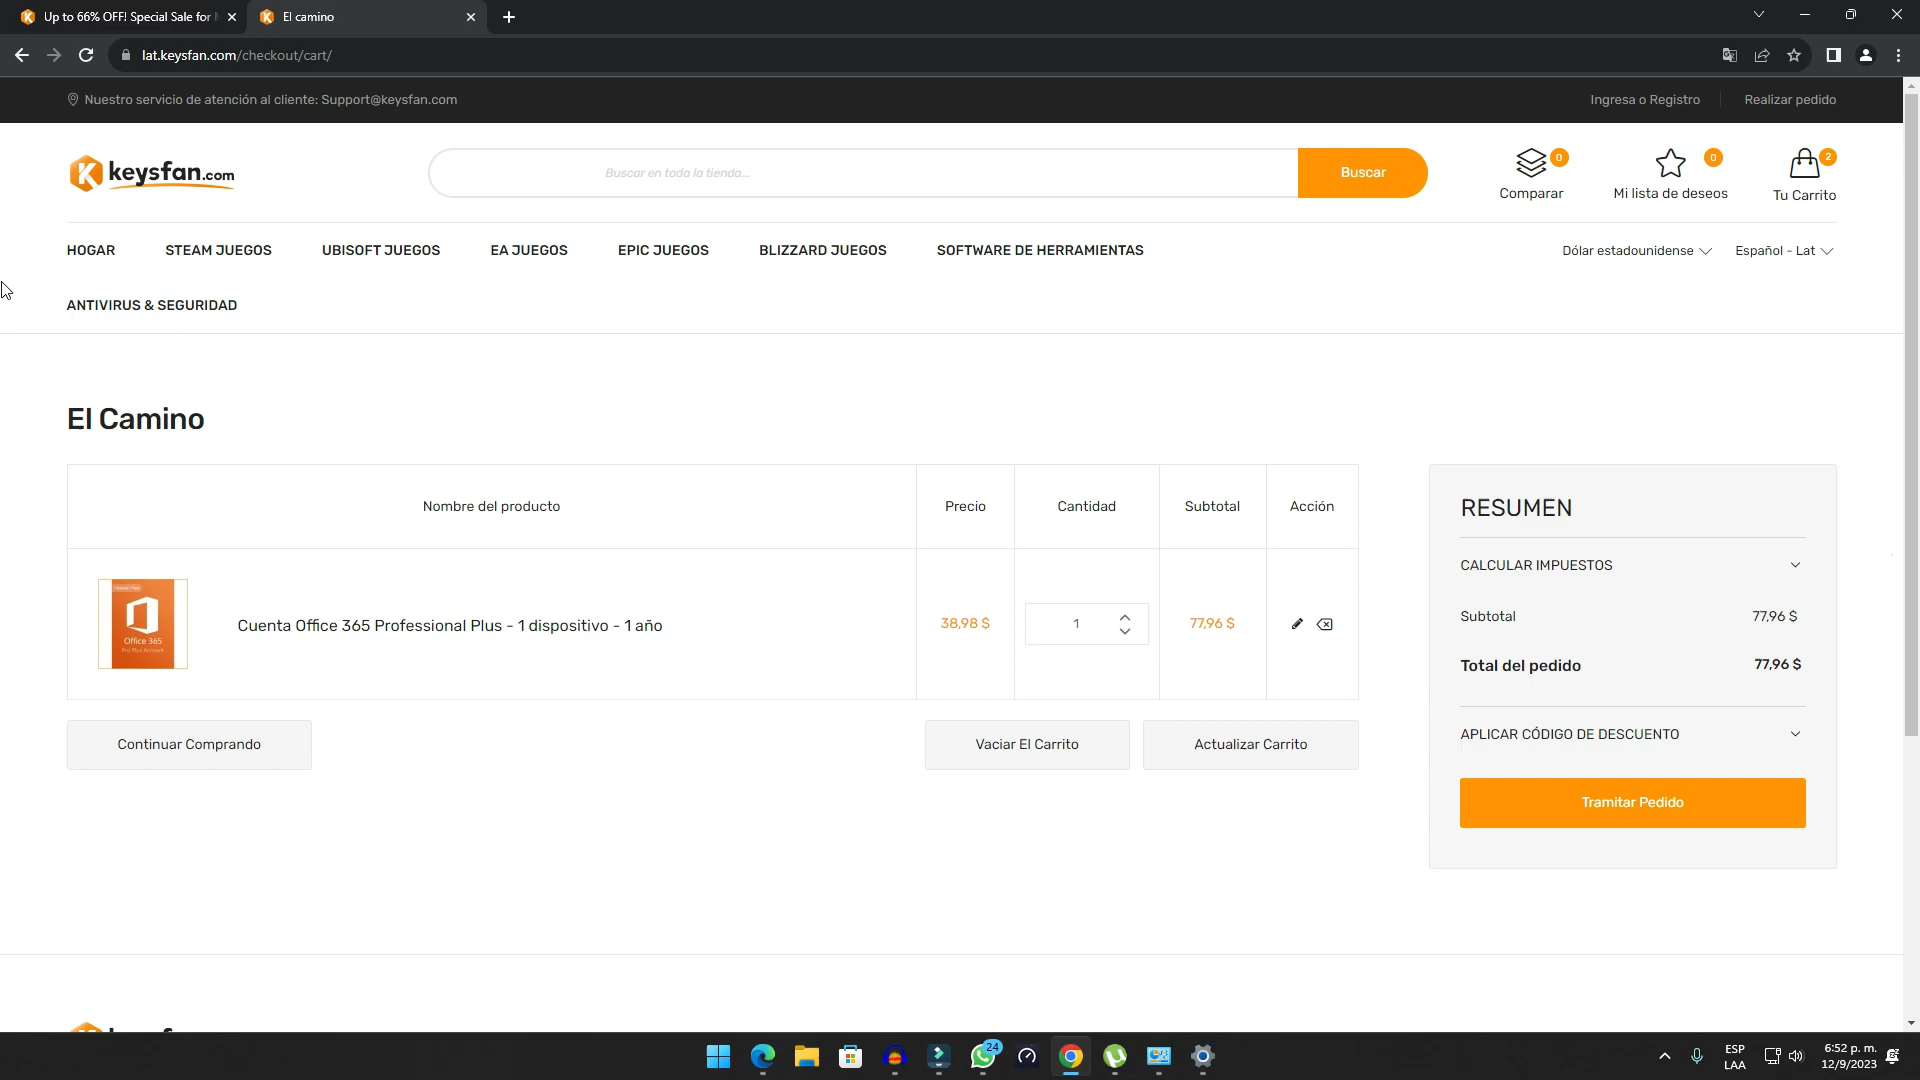 Up to 66% OFF! Special Sale for
El camino
lat.keysfan.com/checkout/cart/
Nuestro servicio de atención al cliente: Support@keysfan.com
Ingresa o Registro
Realizar pedido
keysfan.com
Buscar en toda la tienda...
Buscar
0
Comparar
0
Mi lista de deseos
2
Tu Carrito
HOGAR
STEAM JUEGOS
UBISOFT JUEGOS
EA JUEGOS
EPIC JUEGOS
BLIZZARD JUEGOS
SOFTWARE DE HERRAMIENTAS
Dólar estadounidense
Español - Lat
ANTIVIRUS & SEGURIDAD
El Camino
Nombre del producto
Precio
Cantidad
Subtotal
Acción
Office 365
Pro Plus Account
Cuenta Office 365 Professional Plus - 1 dispositivo - 1 año
38,98 $
1
77,96 $
Continuar Comprando
Vaciar El Carrito
Actualizar Carrito
RESUMEN
CALCULAR IMPUESTOS
Subtotal
77,96 $
Total del pedido
77,96 $
APLICAR CÓDIGO DE DESCUENTO
Tramitar Pedido
24
ESP
LAA
6:52 p. m.
12/9/2023